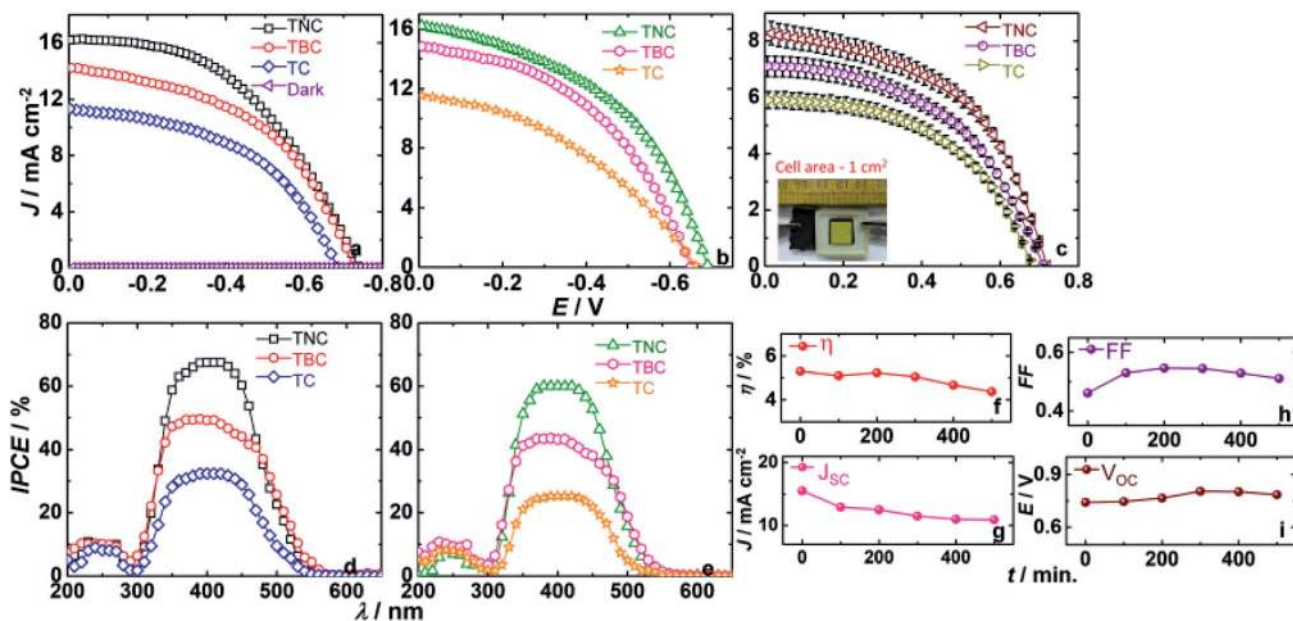 TNC
TBC
TC
Dark
16
12
8
4
0
J / mA cm-2
0.0
-0.2
-0.4
-0.6
-0.8
a
TNC
TBC
TC
16
12
8
4
0
0.0
-0.2
-0.4
-0.6
E / V
b
TNC
TBC
TC
8
6
4
2
0
Cell area - 1 cm2
0.0
0.2
0.4
0.6
0.8
c
TNC
TBC
TC
80
60
40
20
0
IPCE / %
200
300
400
500
600
d
TNC
TBC
TC
80
60
40
20
0
200
300
400
500
600
λ / nm
e
η
6
4
η / %
0
200
400
f
FF
0.6
0.4
FF
0
200
400
h
JSC
20
10
J / mA cm-2
0
200
400
g
VOC
0.9
0.6
E / V
0
200
400
i
t / min.